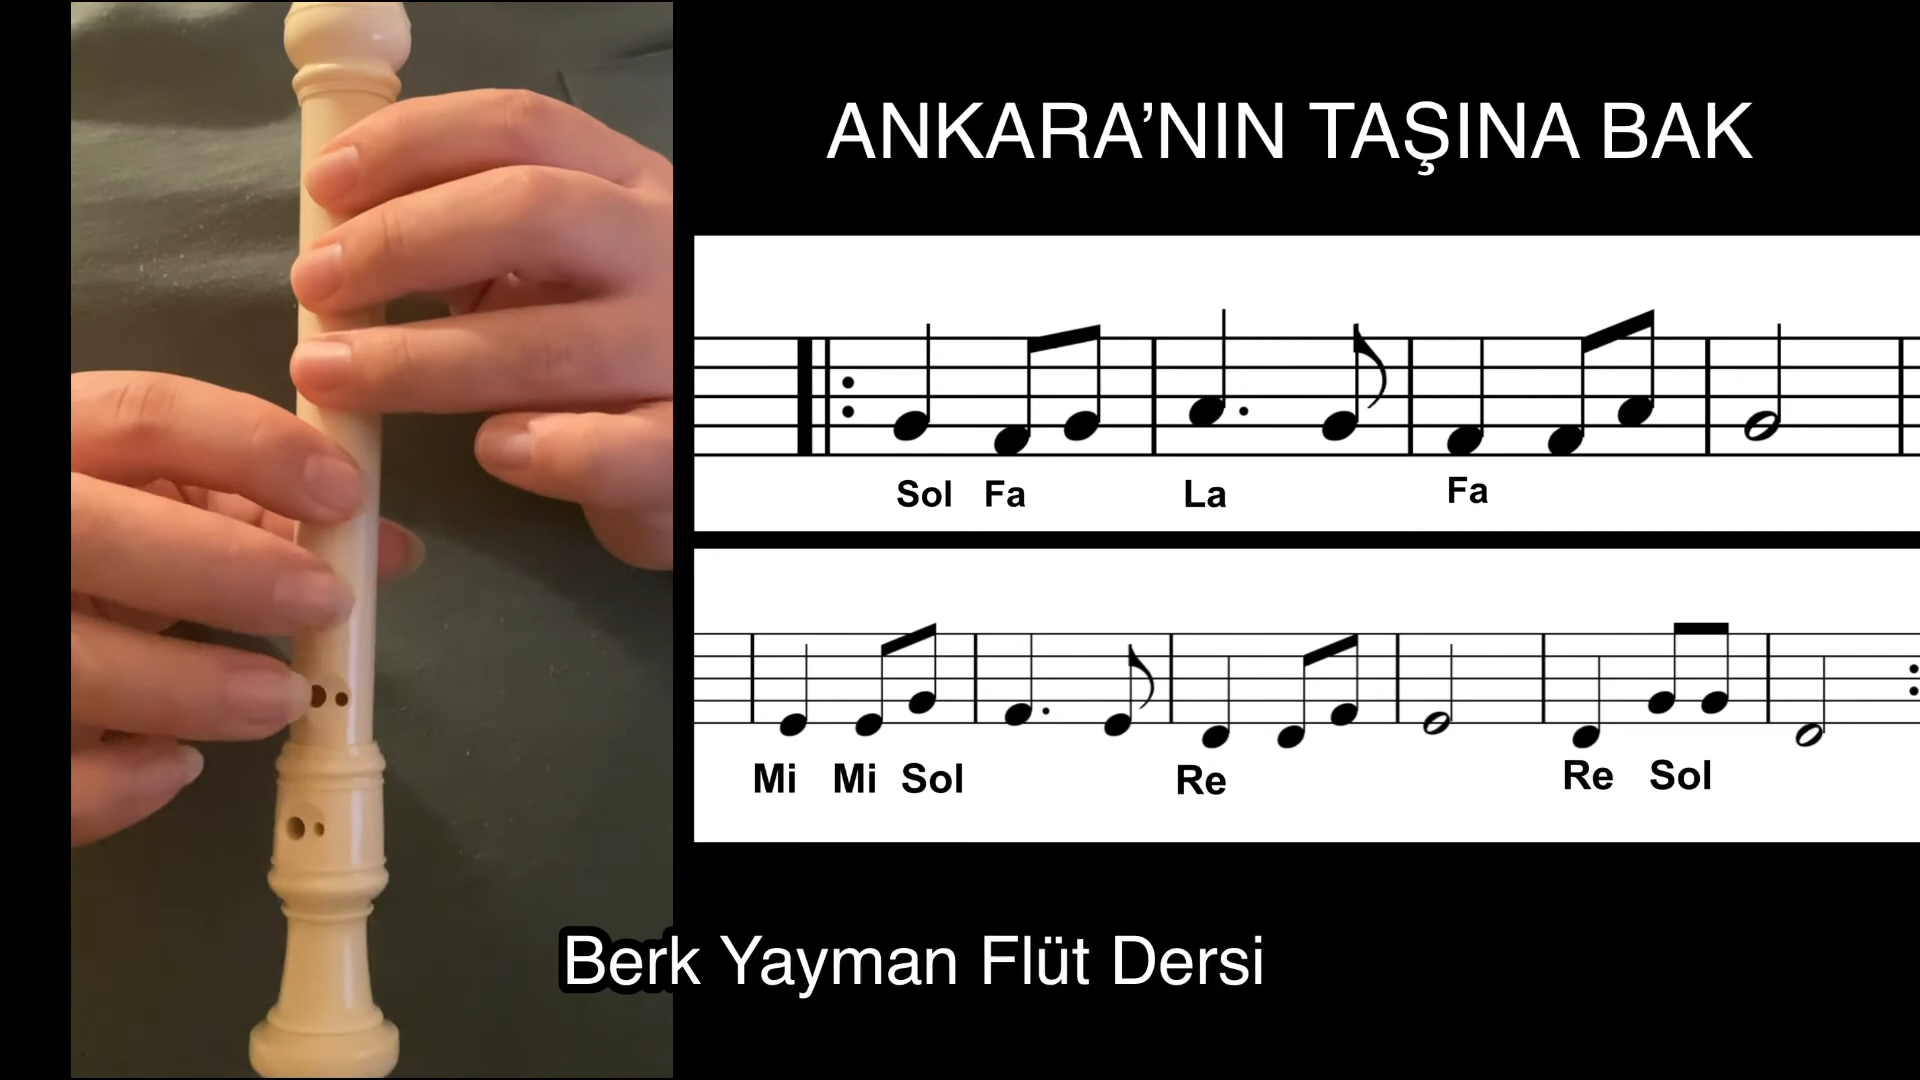 ANKARA’NIN TAŞINA BAK
Sol Fa La Fa
Mi Mi Sol Re Re Sol
Berk Yayman Flüt Dersi